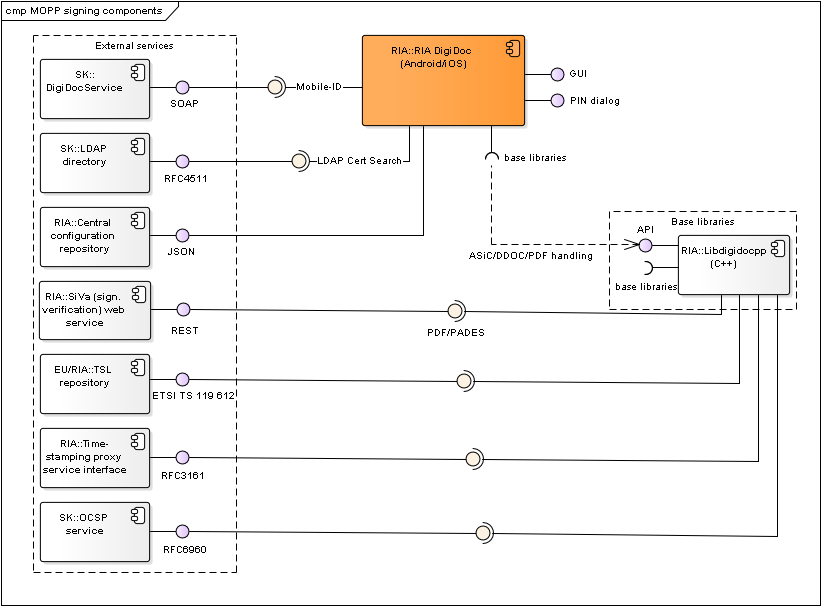 cmp MOPP signing components
External services
SK::
DigiDocService
SOAP
Mobile-ID
RIA::RIA DigiDoc
(Android/iOS)
GUI
PIN dialog
SK::LDAP
directory
RFC4511
LDAP Cert Search
base libraries
RIA::Central
configuration
repository
JSON
ASiC/DDOC/PDF handling
Base libraries
API
RIA::Libdigidocpp
(C++)
base libraries
RIA::SiVa (sign.
verification) web
service
REST
PDF/PADES
EU/RIA::TSL
repository
ETSI TS 119 612
RIA::Time-
stamping proxy
service interface
RFC3161
SK::OCSP
service
RFC6960